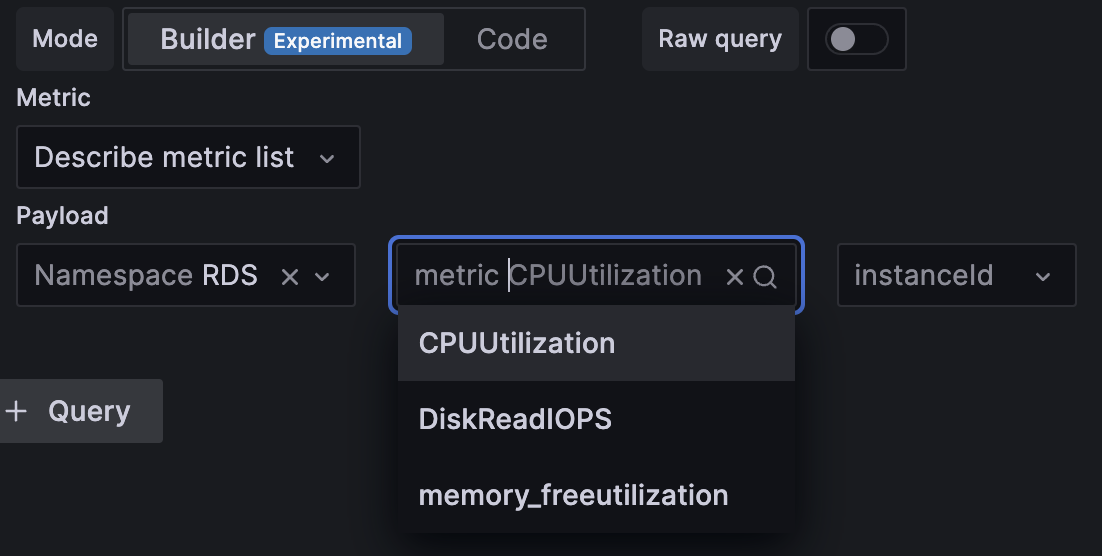 Mode Builder Experimental Code Raw query
Metric
Describe metric list
Payload
Namespace RDS metric CPUUtilization instanceId
CPUUtilization
DiskReadIOPS
memory_freeutilization
+ Query